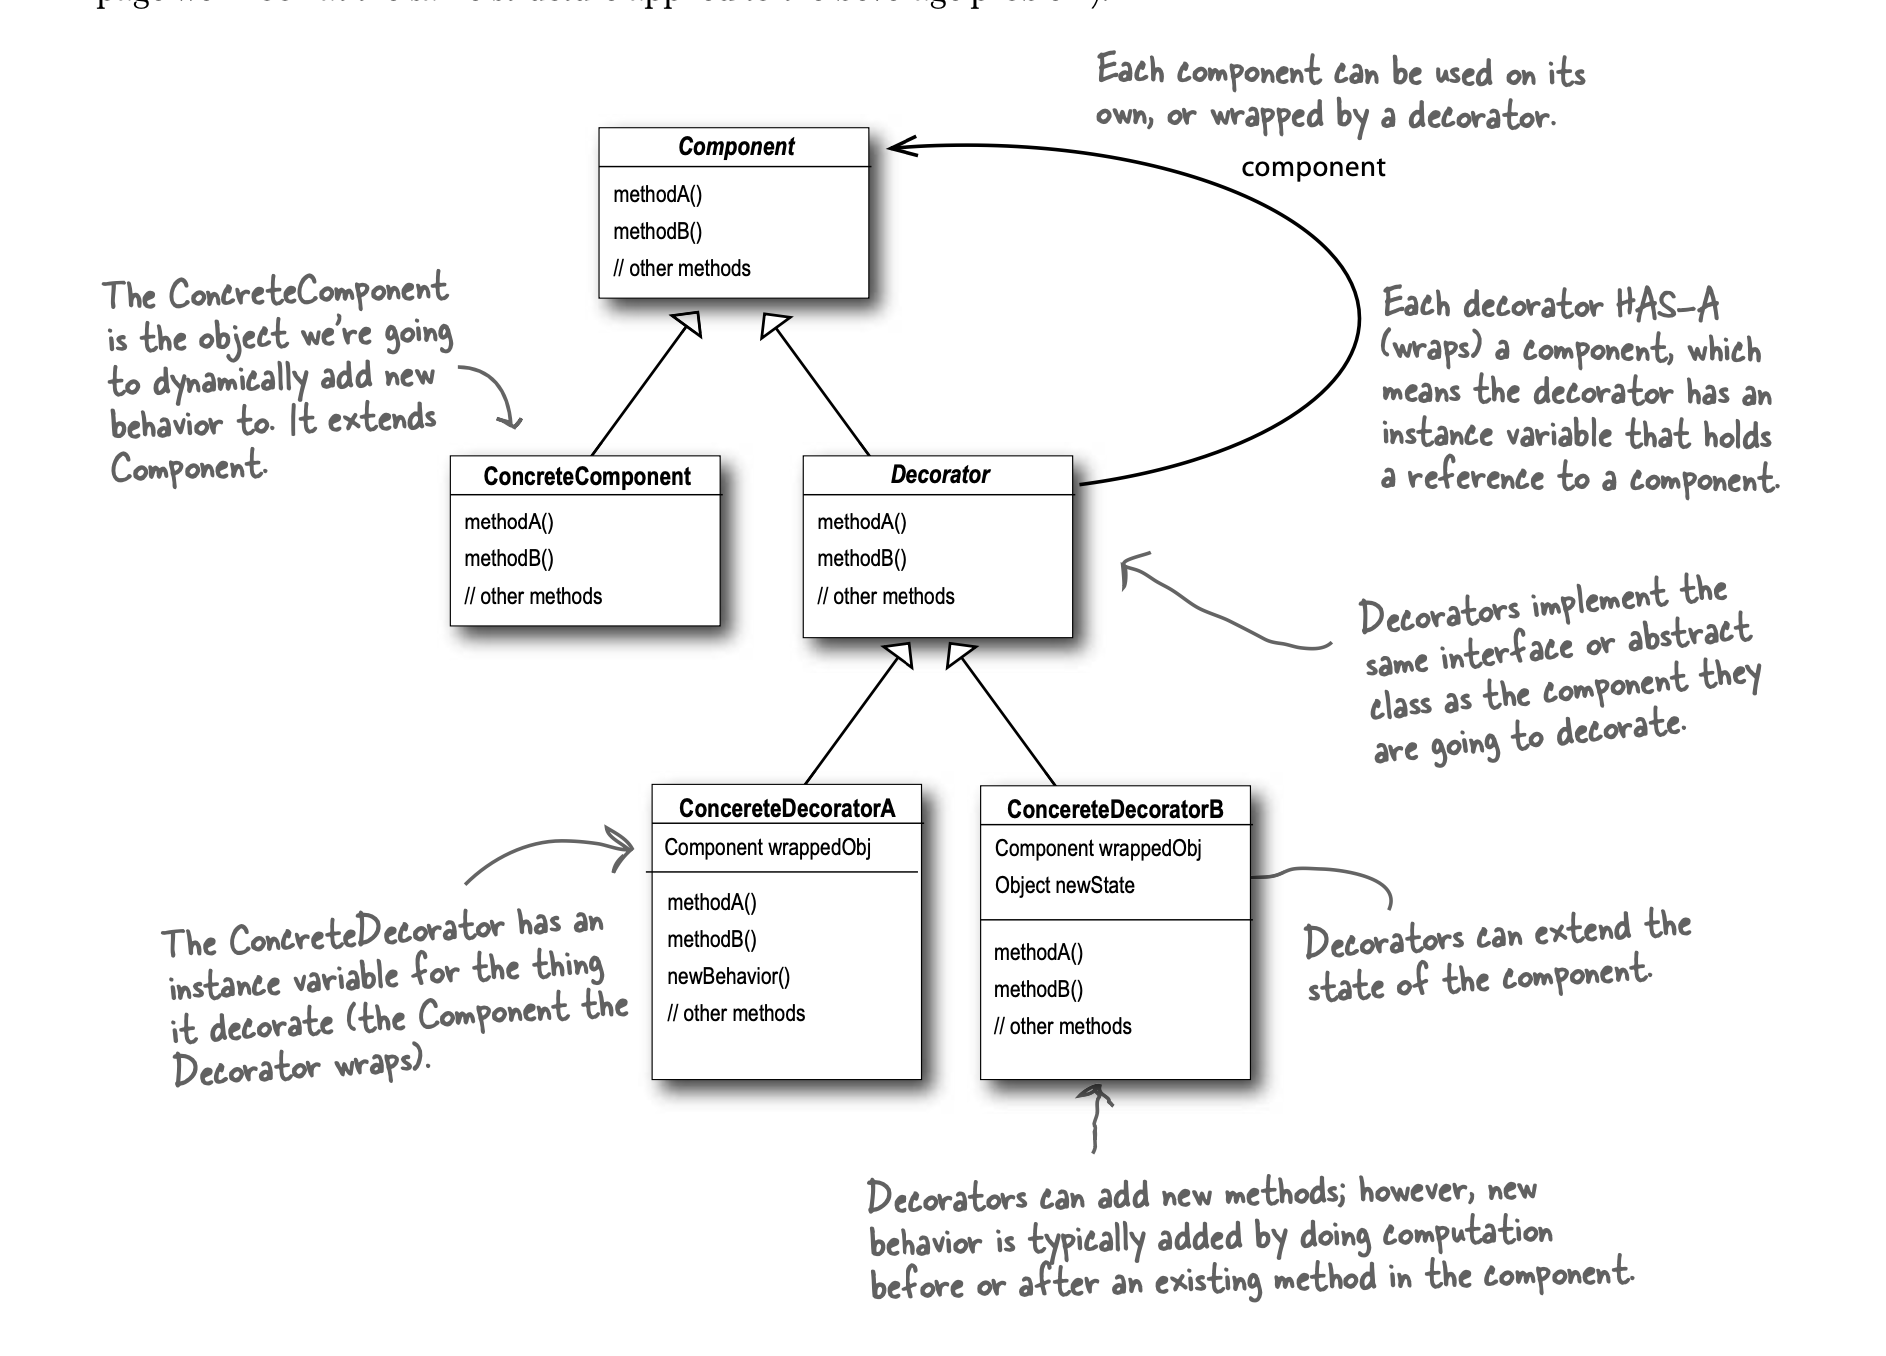 Each component can be used on its
own, or wrapped by a decorator.
component
Component
methodA()
methodB()
// other methods
The ConcreteComponent
is the object we're going
to dynamically add new
behavior to. It extends
Component.
Each decorator HAS-A
(wraps) a component, which
means the decorator has an
instance variable that holds
a reference to a component.
ConcreteComponent
methodA()
methodB()
// other methods
Decorator
methodA()
methodB()
// other methods
Decorators implement the
same interface or abstract
class as the component they
are going to decorate.
ConcereteDecoratorA
Component wrappedObj
methodA()
methodB()
newBehavior()
// other methods
ConcereteDecoratorB
Component wrappedObj
Object newState
methodA()
methodB()
// other methods
The ConcreteDecorator has an
instance variable for the thing
it decorate (the Component the
Decorator wraps).
Decorators can extend the
state of the component.
Decorators can add new methods; however, new
behavior is typically added by doing computation
before or after an existing method in the component.